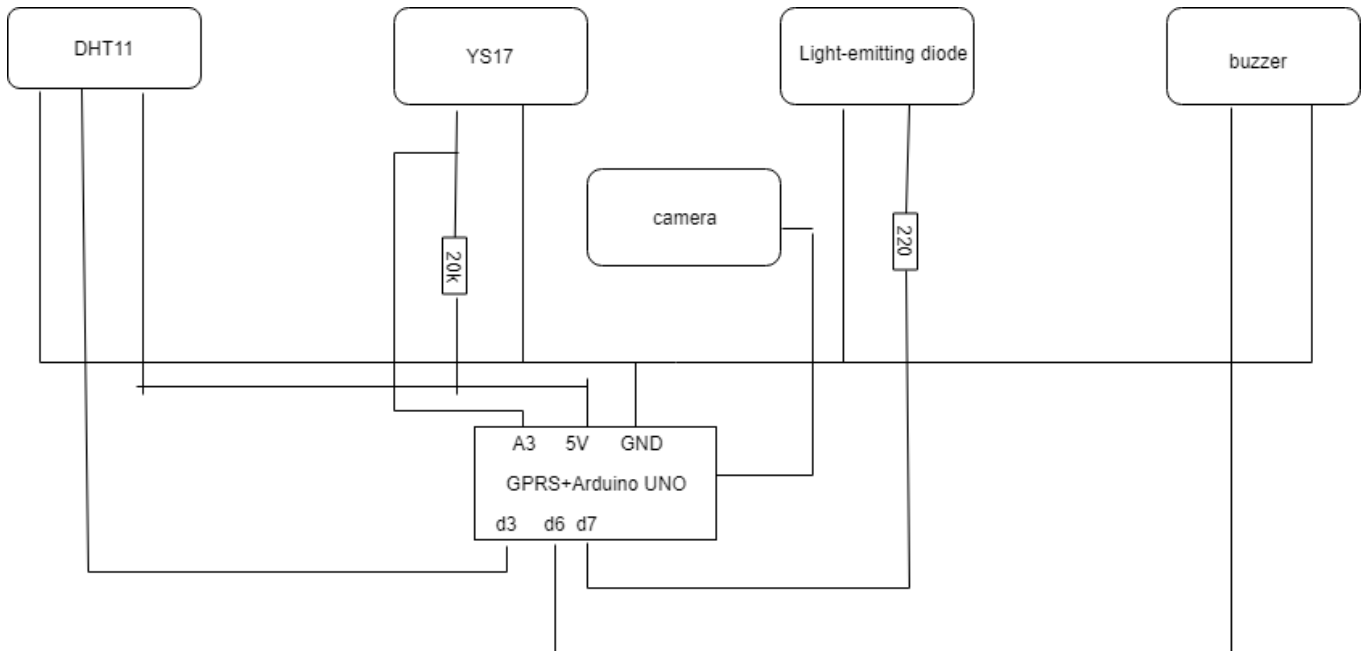 DHT11
YS17
Light-emitting diode
buzzer
camera
220
20k
A3 5V GND
GPRS+Arduino UNO
d3 d6 d7